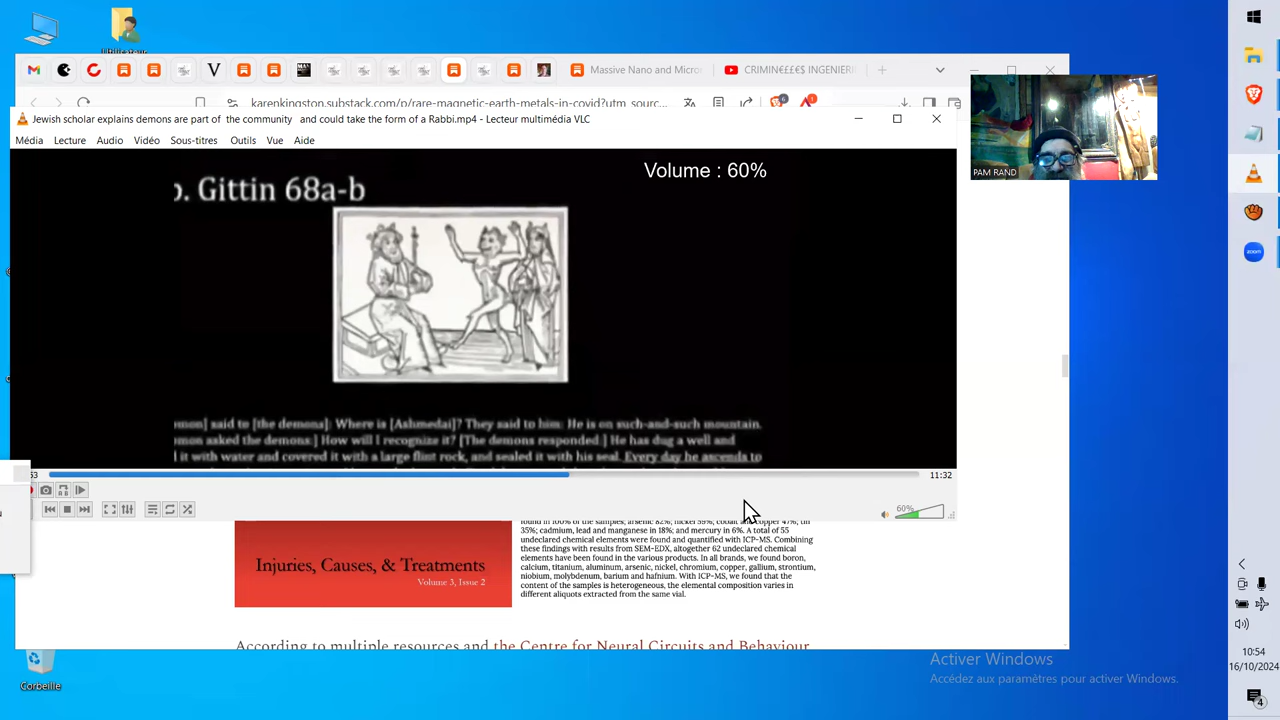 Massive Nano and Micro
CRIMIN€££€$ INGENIERI
karenkingston.substack.com/p/rare-magnetic-earth-metals-in-covid?utm_sourc...
6
1
Jewish scholar explains demons are part of the community and could take the form of a Rabbi.mp4 - Lecteur multimédia VLC
Média Lecture Audio Vidéo Sous-titres Outils Vue Aide
PAM RAND
Volume : 60%
b. Gittin 68a-b
omon] said to [the demons]: Where is [Ashmedai]? They said to him: He is on such-and-such mountain.
omon asked the demons:] How will I recognize it? [The demons responded:] He has dug a well and
d it with water and covered it with a large flint rock, and sealed it with his seal. Every day he ascends to
53
11:32
60%
zoom
found in 100% of the samples; arsenic 82%; nickel 59%; cobalt and copper 47%; tin
35%; cadmium, lead and manganese in 18%; and mercury in 6%. A total of 55
undeclared chemical elements were found and quantified with ICP-MS. Combining
these findings with results from SEM-EDX, altogether 62 undeclared chemical
elements have been found in the various products. In all brands, we found boron,
calcium, titanium, aluminum, arsenic, nickel, chromium, copper, gallium, strontium,
niobium, molybdenum, barium and hafnium. With ICP-MS, we found that the
content of the samples is heterogeneous, the elemental composition varies in
different aliquots extracted from the same vial.
Injuries, Causes, & Treatments
Volume 3, Issue 2
According to multiple resources and the Centre for Neural Circuits and Behaviour
Activer Windows
Accédez aux paramètres pour activer Windows.
Corbeille
10:54
16/10/2024
4